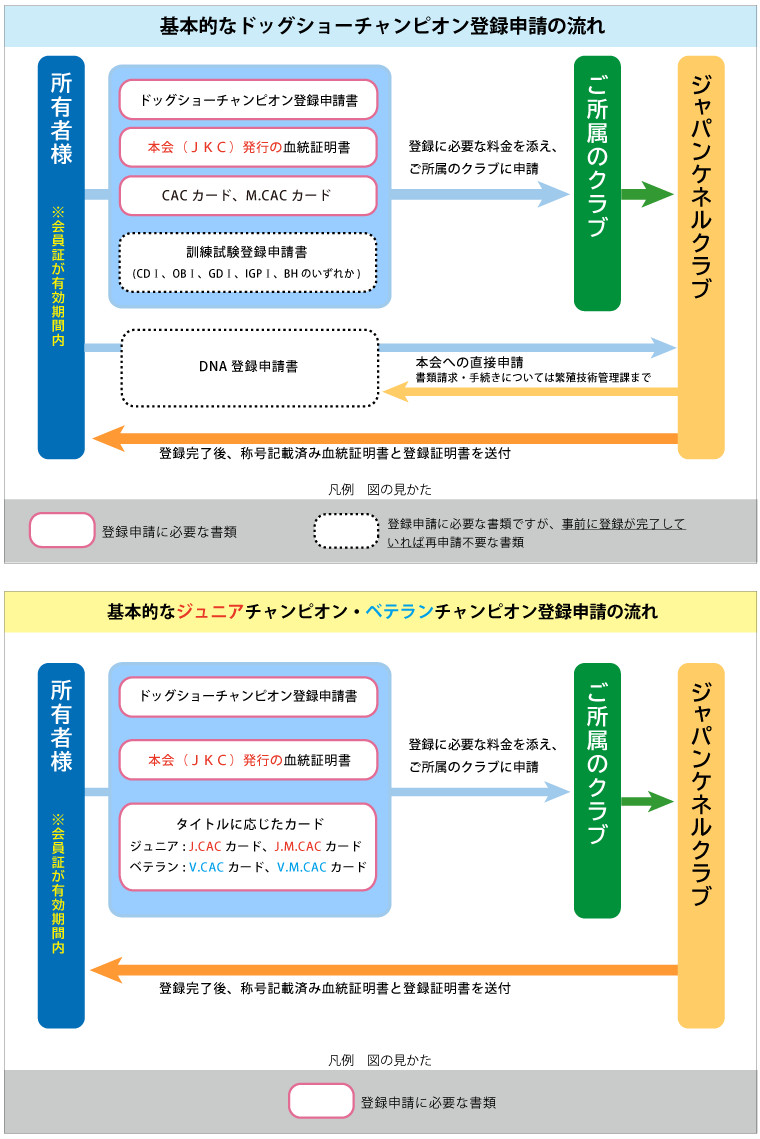 基本的なドッグショーチャンピオン登録申請の流れ
所有者様
※会員証が有効期間内
ドッグショーチャンピオン登録申請書
本会（ＪＫＣ）発行の血統証明書
CAC カード、M.CAC カード
訓練試験登録申請書
(CDⅠ、OBⅠ、GDⅠ、IGPⅠ、BH のいずれか)
登録に必要な料金を添え、
ご所属のクラブに申請
ご所属のクラブ
ジャパンケネルクラブ
DNA 登録申請書
本会への直接申請
書類請求・手続きについては繁殖技術管理課まで
登録完了後、称号記載済み血統証明書と登録証明書を送付
凡例　図の見かた
登録申請に必要な書類
登録申請に必要な書類ですが、事前に登録が完了して
いれば再申請不要な書類
基本的なジュニアチャンピオン・ベテランチャンピオン登録申請の流れ
所有者様
※会員証が有効期間内
ドッグショーチャンピオン登録申請書
本会（ＪＫＣ）発行の血統証明書
タイトルに応じたカード
ジュニア : J.CAC カード、J.M.CAC カード
ベテラン : V.CAC カード、V.M.CAC カード
登録に必要な料金を添え、
ご所属のクラブに申請
ご所属のクラブ
ジャパンケネルクラブ
登録完了後、称号記載済み血統証明書と登録証明書を送付
凡例　図の見かた
登録申請に必要な書類